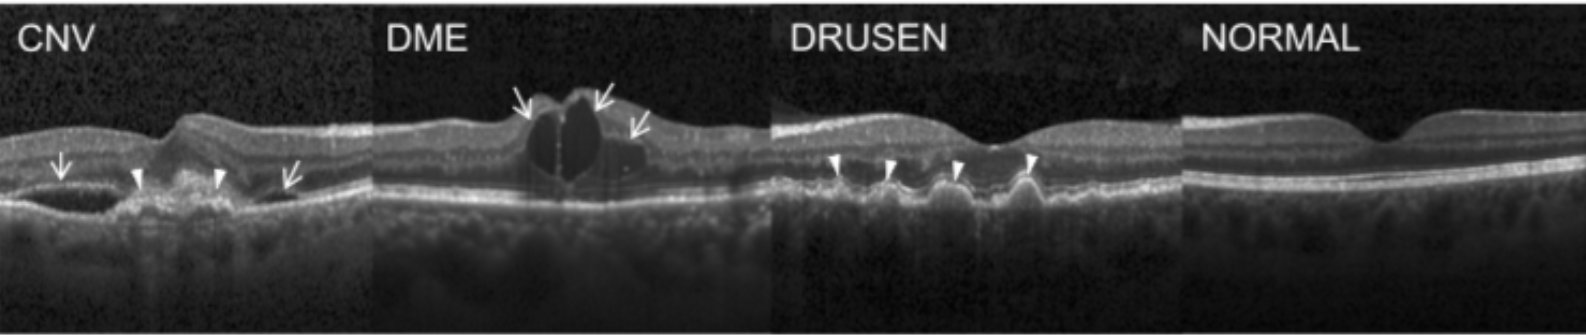 CNV
DME
DRUSEN
NORMAL